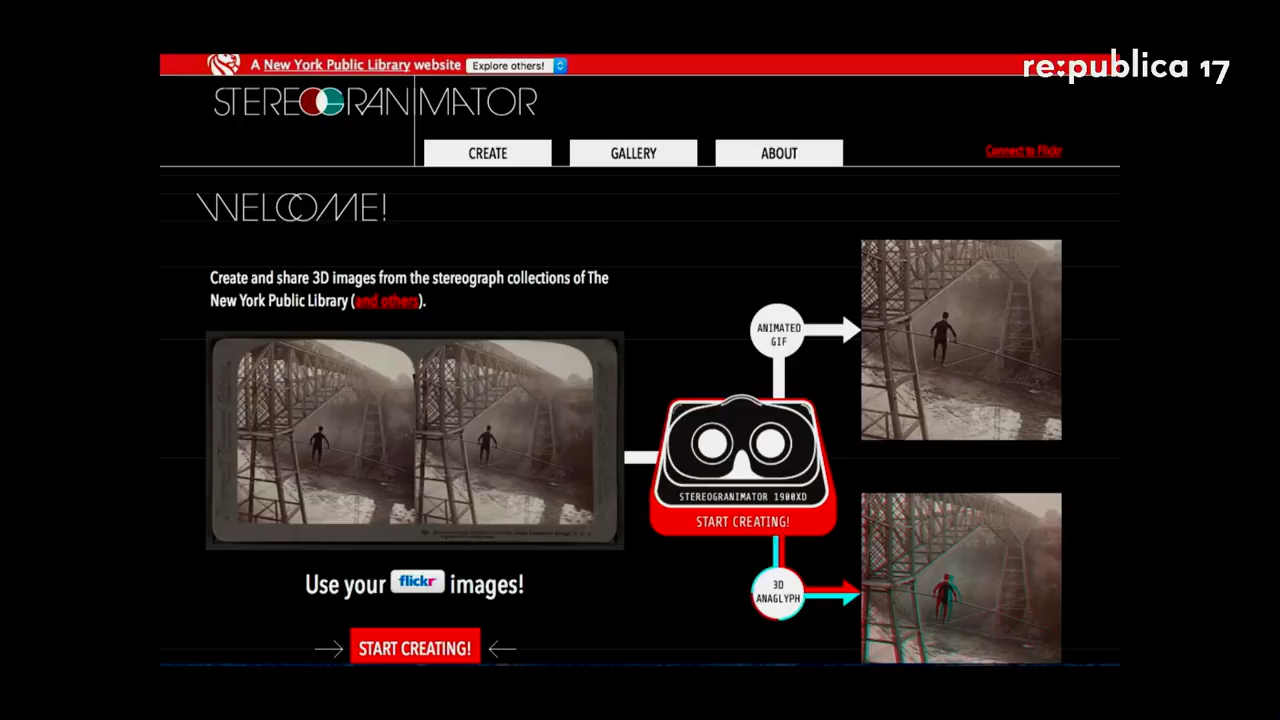 re:publica 17
A New York Public Library website Explore others!
STEREOGRANIMATOR
CREATE GALLERY ABOUT
Connect to Flickr
WELCOME!
Create and share 3D images from the stereograph collections of The
New York Public Library (and others).
ANIMATED
GIF
STEREOGRANIMATOR 1900XD
START CREATING!
3D
ANAGLYPH
Use your flickr images!
START CREATING!